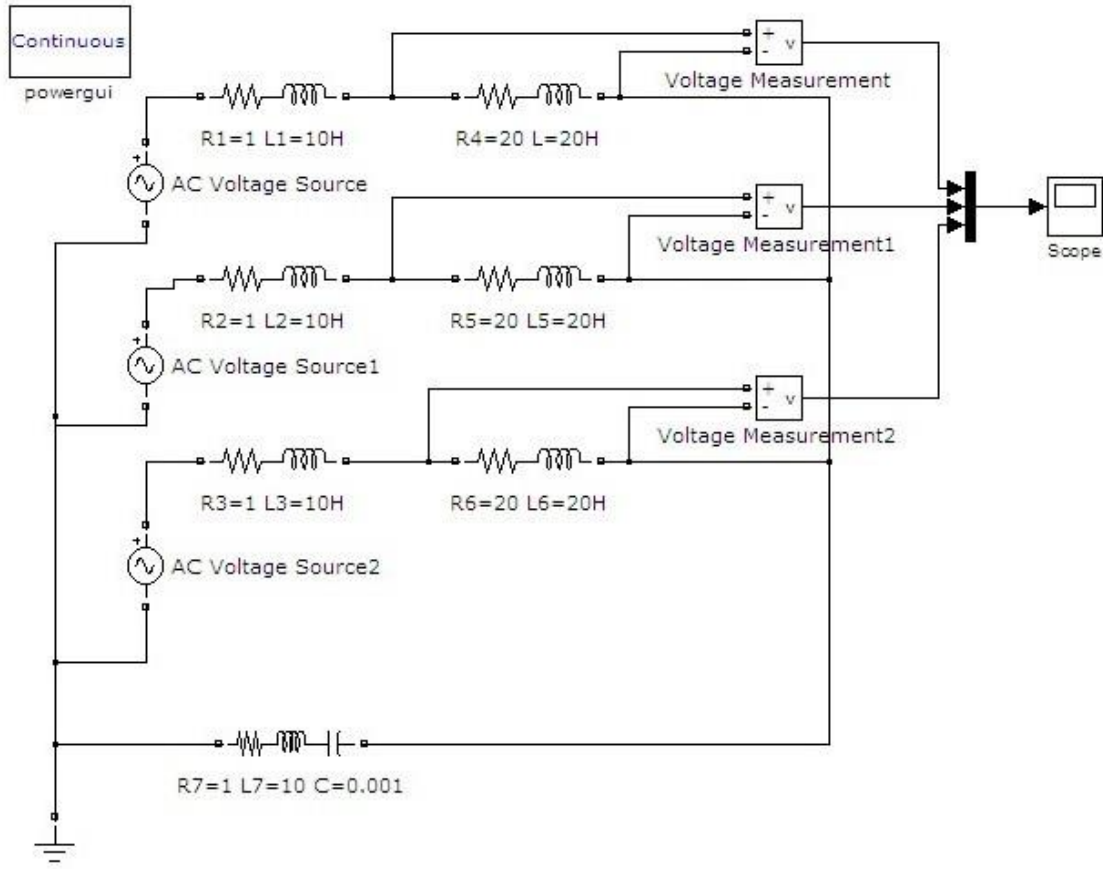 Continuous
powergui
+
-
v
Voltage Measurement
R1=1 L1=10H
R4=20 L=20H
+
AC Voltage Source
+
-
v
Voltage Measurement1
Scope
R2=1 L2=10H
R5=20 L5=20H
+
AC Voltage Source1
+
-
v
Voltage Measurement2
R3=1 L3=10H
R6=20 L6=20H
+
AC Voltage Source2
R7=1 L7=10 C=0.001